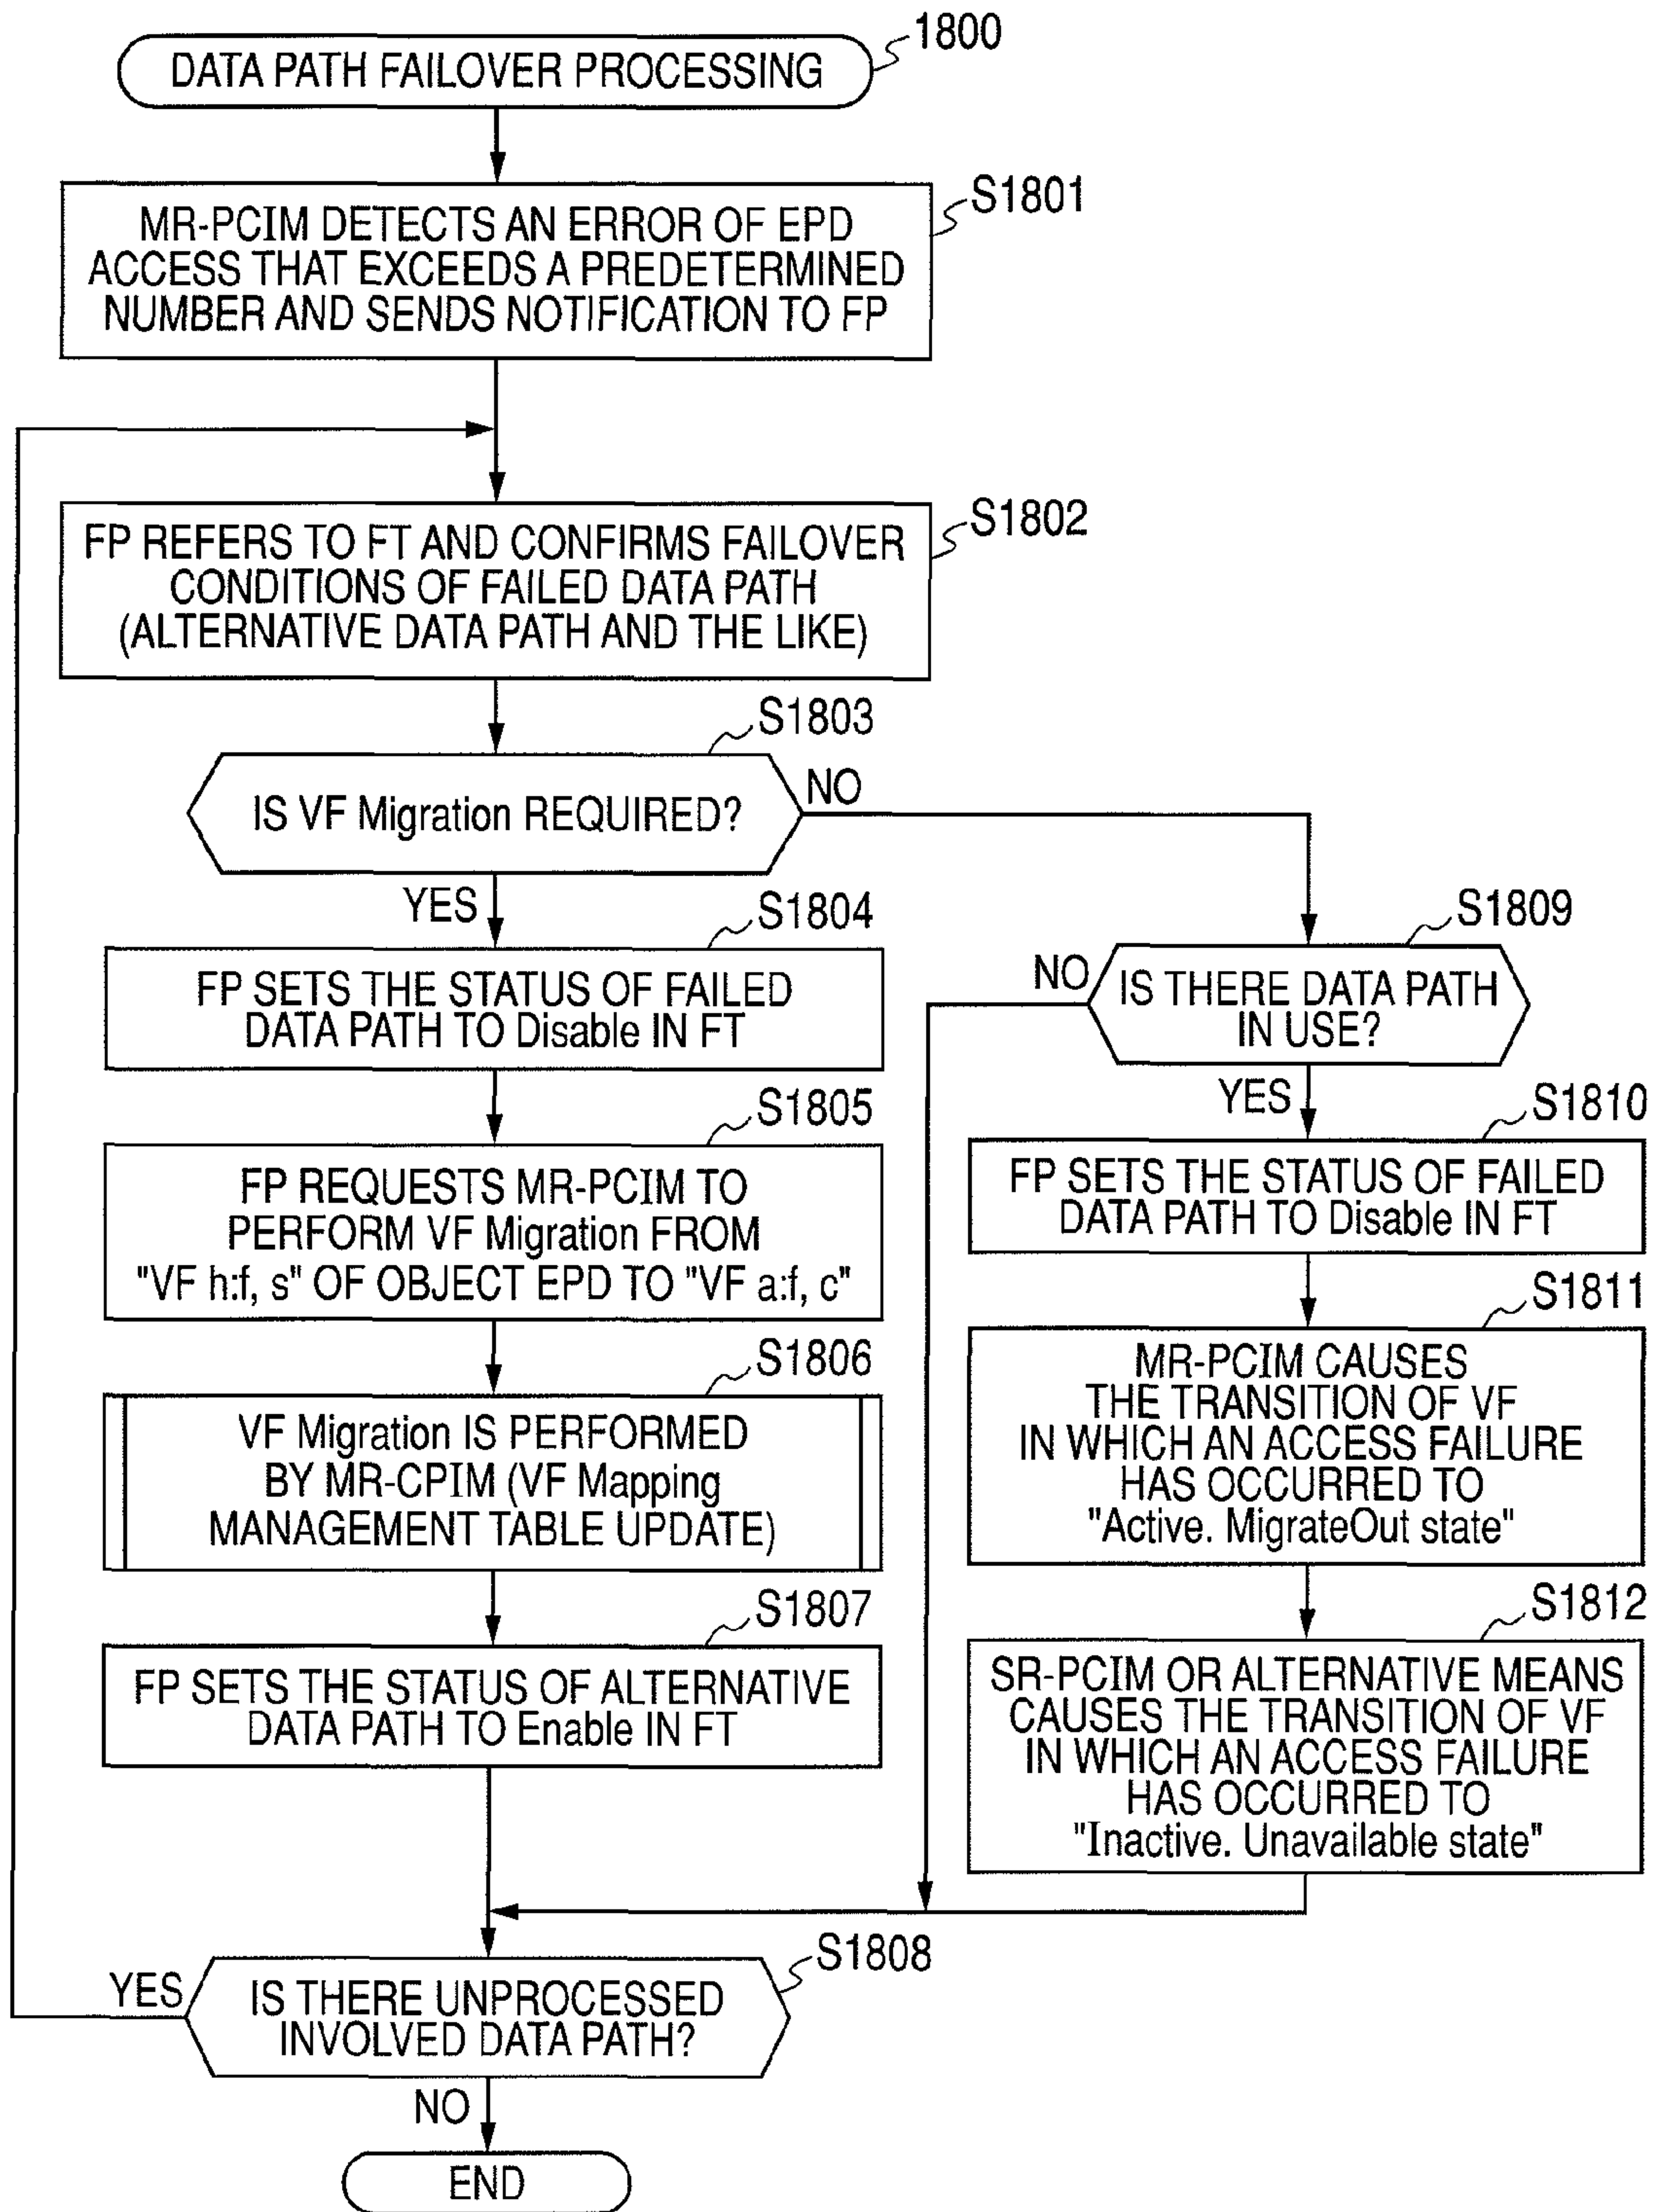 1800
DATA PATH FAILOVER PROCESSING
S1801
MR-PCIM DETECTS AN ERROR OF EPD
ACCESS THAT EXCEEDS A PREDETERMINED
NUMBER AND SENDS NOTIFICATION TO FP
S1802
FP REFERS TO FT AND CONFIRMS FAILOVER
CONDITIONS OF FAILED DATA PATH
(ALTERNATIVE DATA PATH AND THE LIKE)
S1803
IS VF Migration REQUIRED?
NO
YES
S1804
FP SETS THE STATUS OF FAILED
DATA PATH TO Disable IN FT
S1805
FP REQUESTS MR-PCIM TO
PERFORM VF Migration FROM
"VF h:f, s" OF OBJECT EPD TO "VF a:f, c"
S1806
VF Migration IS PERFORMED
BY MR-CPIM (VF Mapping
MANAGEMENT TABLE UPDATE)
S1807
FP SETS THE STATUS OF ALTERNATIVE
DATA PATH TO Enable IN FT
S1809
NO
IS THERE DATA PATH
IN USE?
YES
S1810
FP SETS THE STATUS OF FAILED
DATA PATH TO Disable IN FT
S1811
MR-PCIM CAUSES
THE TRANSITION OF VF
IN WHICH AN ACCESS FAILURE
HAS OCCURRED TO
"Active. MigrateOut state"
S1812
SR-PCIM OR ALTERNATIVE MEANS
CAUSES THE TRANSITION OF VF
IN WHICH AN ACCESS FAILURE
HAS OCCURRED TO
"Inactive. Unavailable state"
S1808
YES
IS THERE UNPROCESSED
INVOLVED DATA PATH?
NO
END